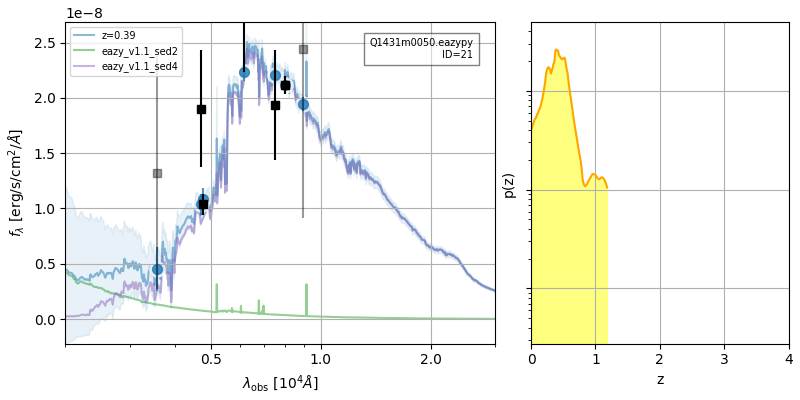 1e−8
z=0.39
eazy_v1.1_sed2
eazy_v1.1_sed4
Q1431m0050.eazypy
ID=21
2.5
2.0
1.5
1.0
0.5
0.0
f_λ [erg/s/cm²/Å]
0.5 1.0 2.0
λ_obs [10⁴Å]
p(z)
0 1 2 3 4
z